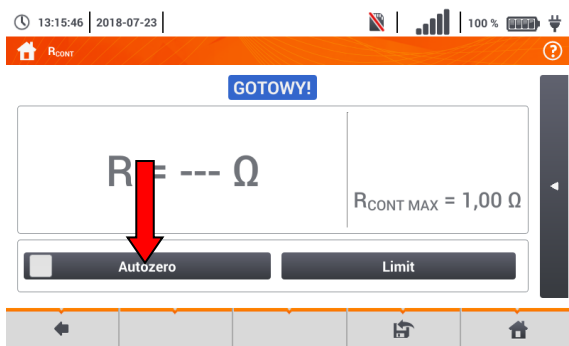 13:15:46 2018-07-23 100 %
RCONT ?
GOTOWY!
R = --- Ω
RCONT MAX = 1,00 Ω
Autozero Limit